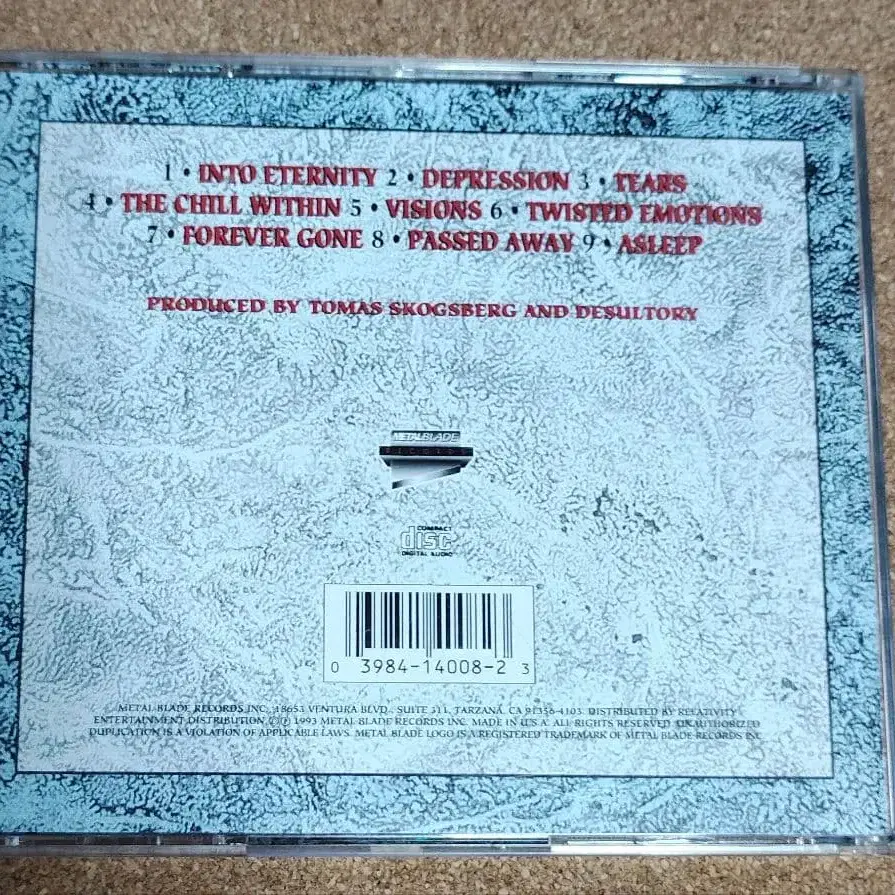 1 • INTO ETERNITY 2 • DEPRESSION 3 • TEARS
4 • THE CHILL WITHIN 5 • VISIONS 6 • TWISTED EMOTIONS
7 • FOREVER GONE 8 • PASSED AWAY 9 • ASLEEP
PRODUCED BY TOMAS SKOGSBERG AND DESULTORY
METALBLADE
RECORDS
COMPACT
disc
DIGITAL AUDIO
0 3984-14008-2 3
METAL BLADE RECORDS INC. 18653 VENTURA BLVD., SUITE 311, TARZANA, CA 91356-4103. DISTRIBUTED BY RELATIVITY
ENTERTAINMENT DISTRIBUTION ©℗ 1993 METAL BLADE RECORDS INC. MADE IN U.S.A. ALL RIGHTS RESERVED. UNAUTHORIZED
DUPLICATION IS A VIOLATION OF APPLICABLE LAWS. METAL BLADE LOGO IS A REGISTERED TRADEMARK OF METAL BLADE RECORDS INC